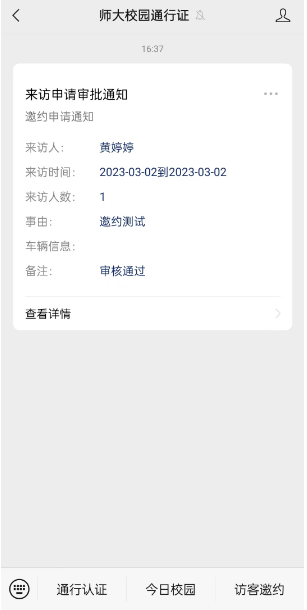 师大校园通行证
16:37
来访申请审批通知
邀约申请通知
来访人： 黄婷婷
来访时间： 2023-03-02到2023-03-02
来访人数： 1
事由： 邀约测试
车辆信息：
备注： 审核通过
查看详情
通行认证 今日校园 访客邀约